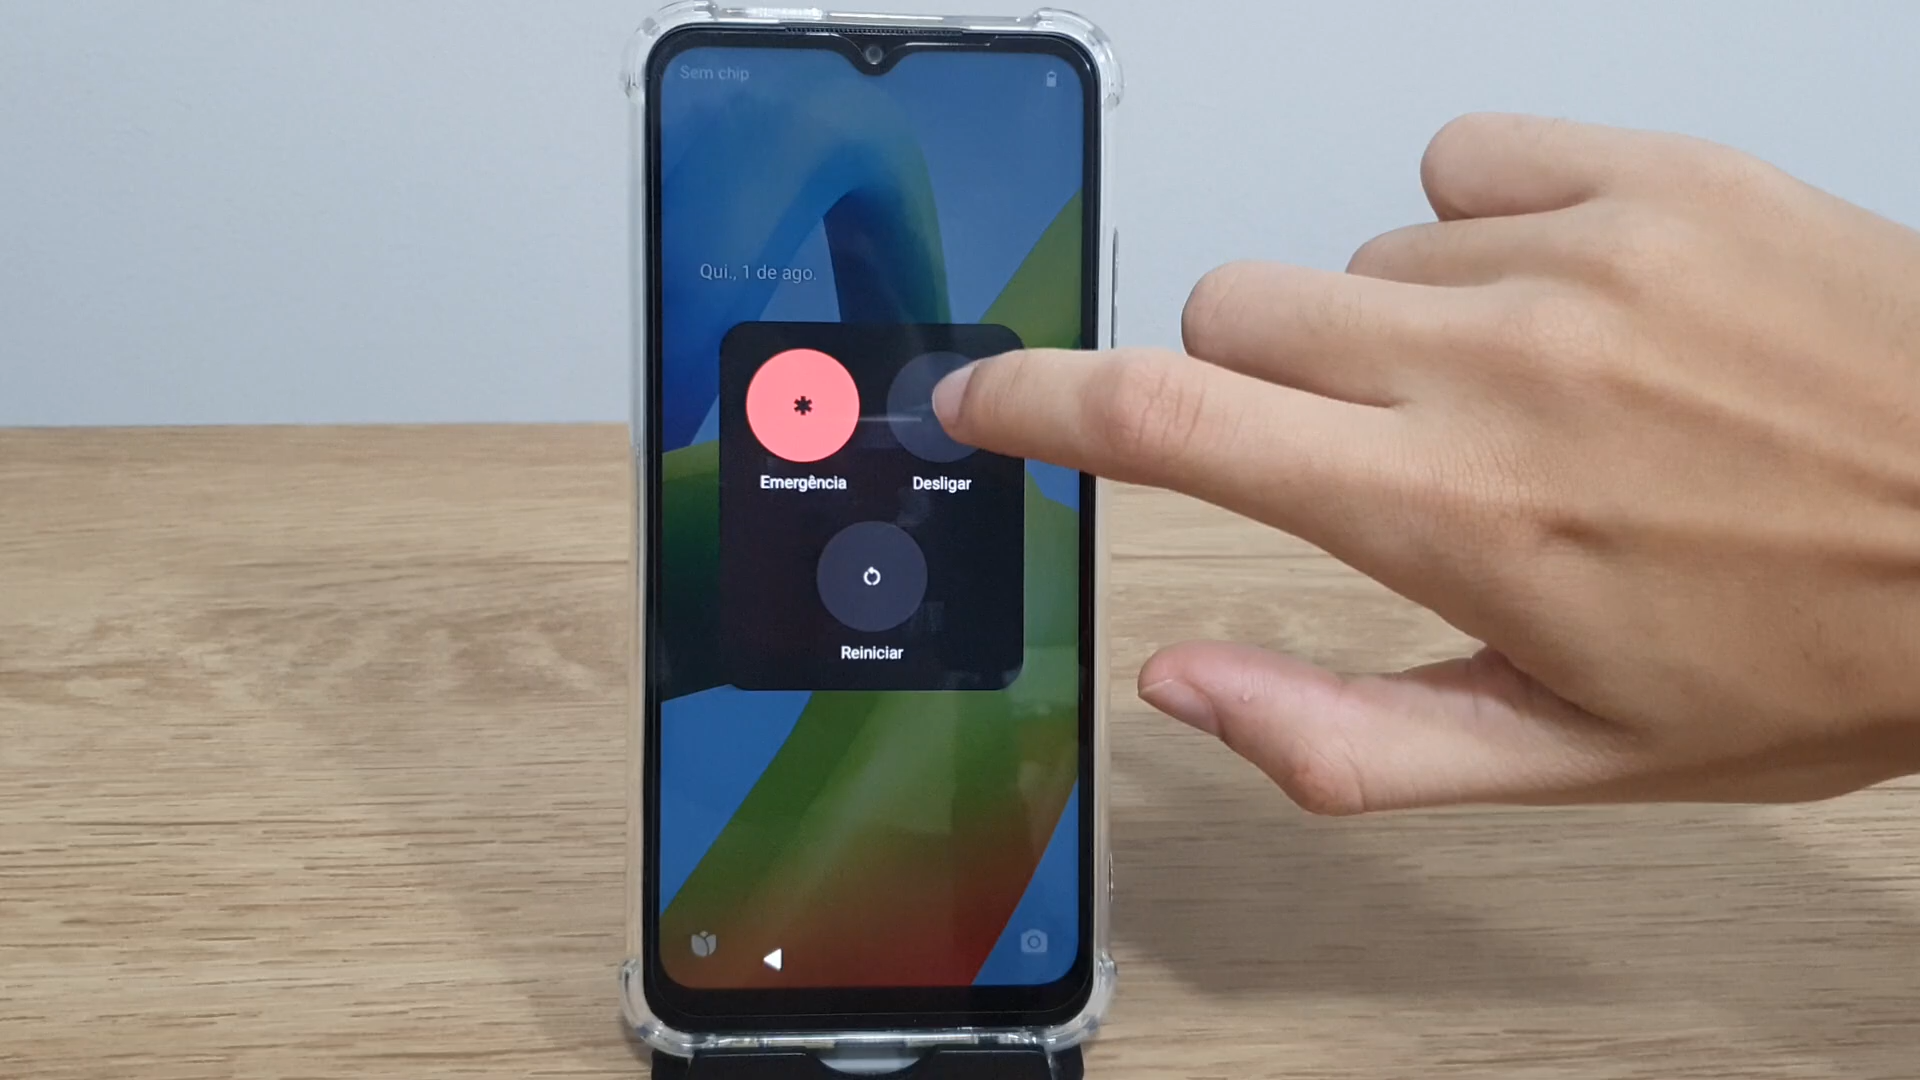 Sem chip
Qui., 1 de ago.
Emergência
Desligar
Reiniciar